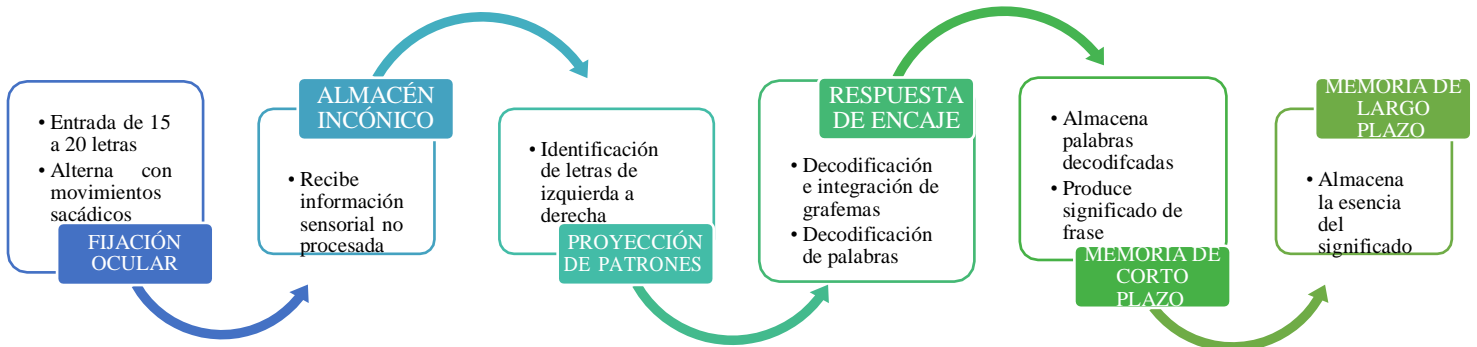 • Entrada de 15
a 20 letras
• Alterna con
movimientos
sacádicos
FIJACIÓN
OCULAR
ALMACÉN
INCÓNICO
• Recibe
información
sensorial no
procesada
• Identificación
de letras de
izquierda a
derecha
PROYECCIÓN
DE PATRONES
RESPUESTA
DE ENCAJE
• Decodificación
e integración de
grafemas
• Decodificación
de palabras
• Almacena
palabras
decodifcadas
• Produce
significado de
frase
MEMORIA DE
CORTO
PLAZO
MEMORIA DE
LARGO
PLAZO
• Almacena
la esencia
del
significado